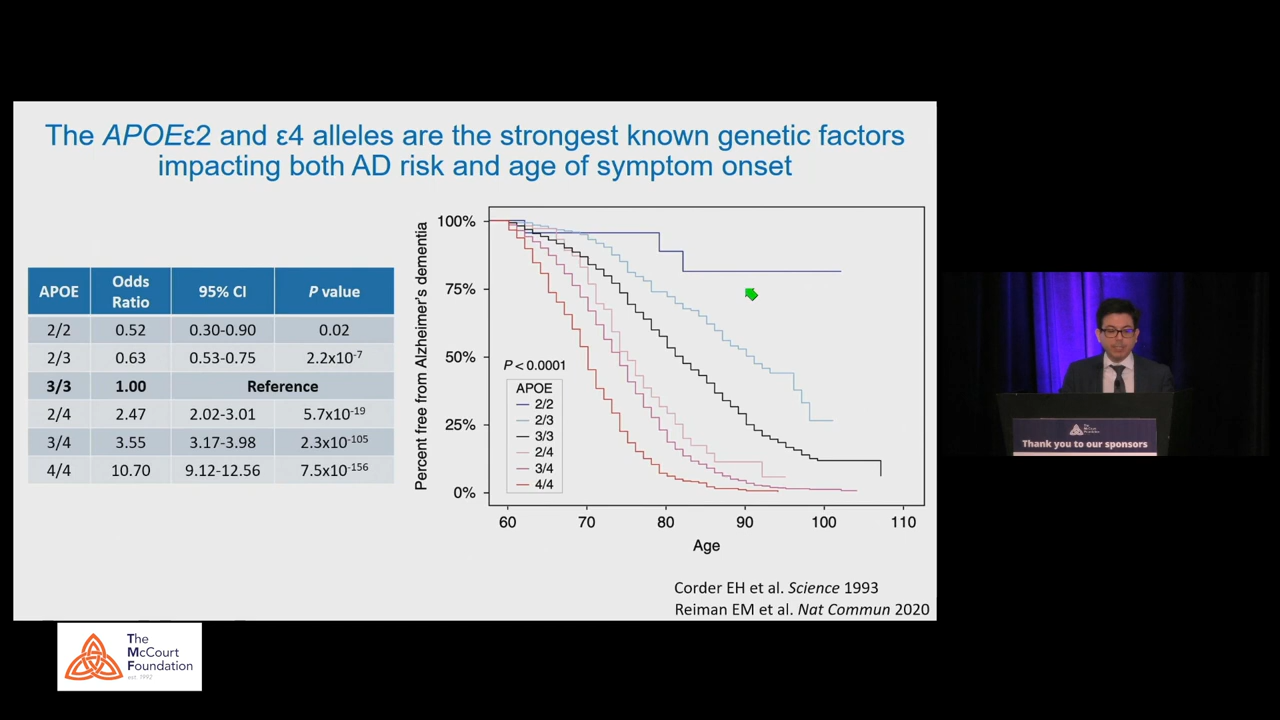 The APOEε2 and ε4 alleles are the strongest known genetic factors
impacting both AD risk and age of symptom onset
APOE Odds Ratio 95% CI P value
2/2 0.52 0.30-0.90 0.02
2/3 0.63 0.53-0.75 2.2x10-7
3/3 1.00 Reference
2/4 2.47 2.02-3.01 5.7x10-19
3/4 3.55 3.17-3.98 2.3x10-105
4/4 10.70 9.12-12.56 7.5x10-156
Percent free from Alzheimer's dementia
100%
75%
50%
25%
0%
P < 0.0001
APOE
2/2
2/3
3/3
2/4
3/4
4/4
60 70 80 90 100 110
Age
Corder EH et al. Science 1993
Reiman EM et al. Nat Commun 2020
The
McCourt
Foundation
est. 1992
The
McCourt
Foundation
Thank you to our sponsors